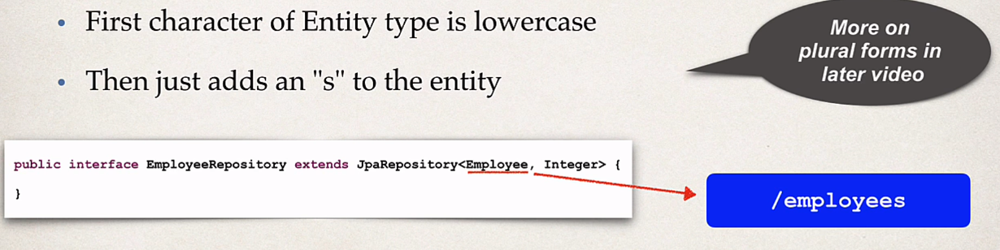 • First character of Entity type is lowercase
• Then just adds an "s" to the entity
More on
plural forms in
later video
public interface EmployeeRepository extends JpaRepository<Employee, Integer> {
}
/employees